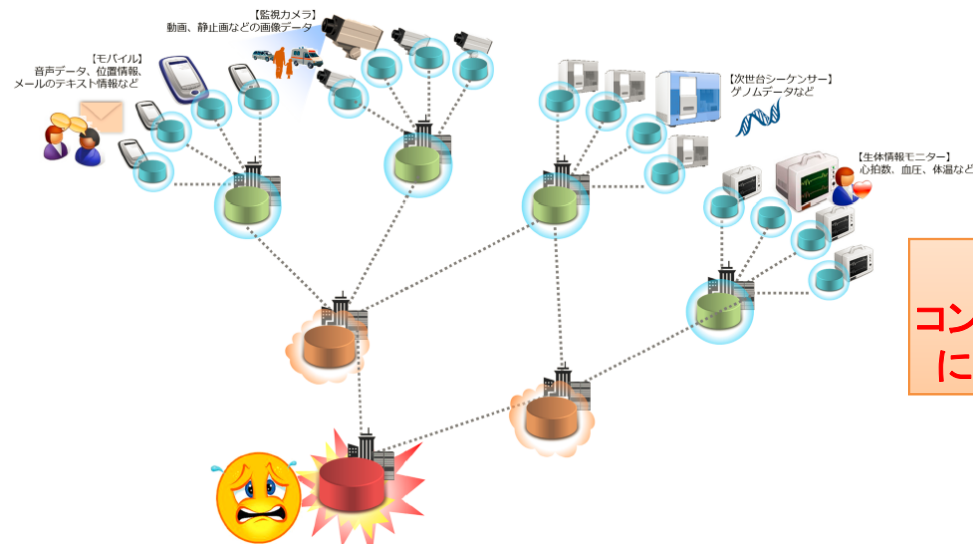 【監視カメラ】
動画、静止画などの画像データ
【モバイル】
音声データ、位置情報、
メールのテキスト情報など
【次世台シーケンサー】
ゲノムデータなど
【生体情報モニター】
心拍数、血圧、体温など
コン
に